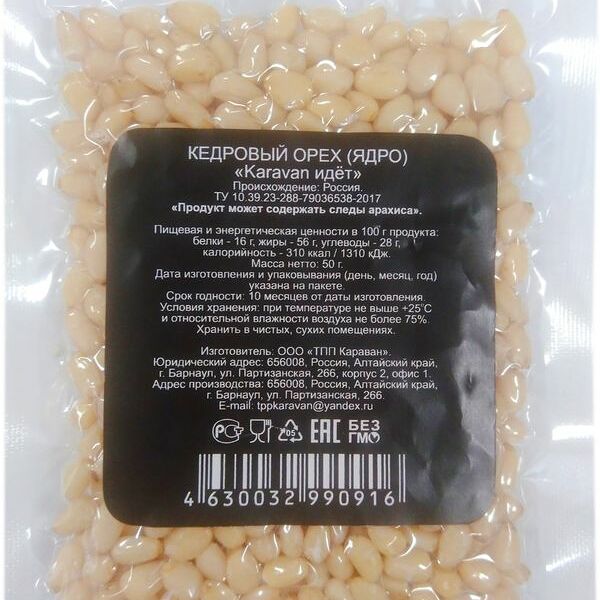 КЕДРОВЫЙ ОРЕХ (ЯДРО)
«Karavan идёт»
Происхождение: Россия.
ТУ 10.39.23-288-79036538-2017
«Продукт может содержать следы арахиса».
Пищевая и энергетическая ценности в 100 г продукта:
белки - 16 г, жиры - 56 г, углеводы - 28 г,
калорийность - 310 ккал / 1310 кДж.
Масса нетто: 50 г.
Дата изготовления и упаковывания (день, месяц, год)
указана на пакете.
Срок годности: 10 месяцев от даты изготовления.
Условия хранения: при температуре не выше +25°С
и относительной влажности воздуха не более 75%.
Хранить в чистых, сухих помещениях.
Изготовитель: ООО «ТПП Караван».
Юридический адрес: 656008, Россия, Алтайский край,
г. Барнаул, ул. Партизанская, 266, корпус 2, офис 1.
Адрес производства: 656008, Россия, Алтайский край,
г. Барнаул, ул. Партизанская, 266.
E-mail: tppkaravan@yandex.ru
РСТ 05 ЕАС БЕЗ ГМО
4 630032 990916